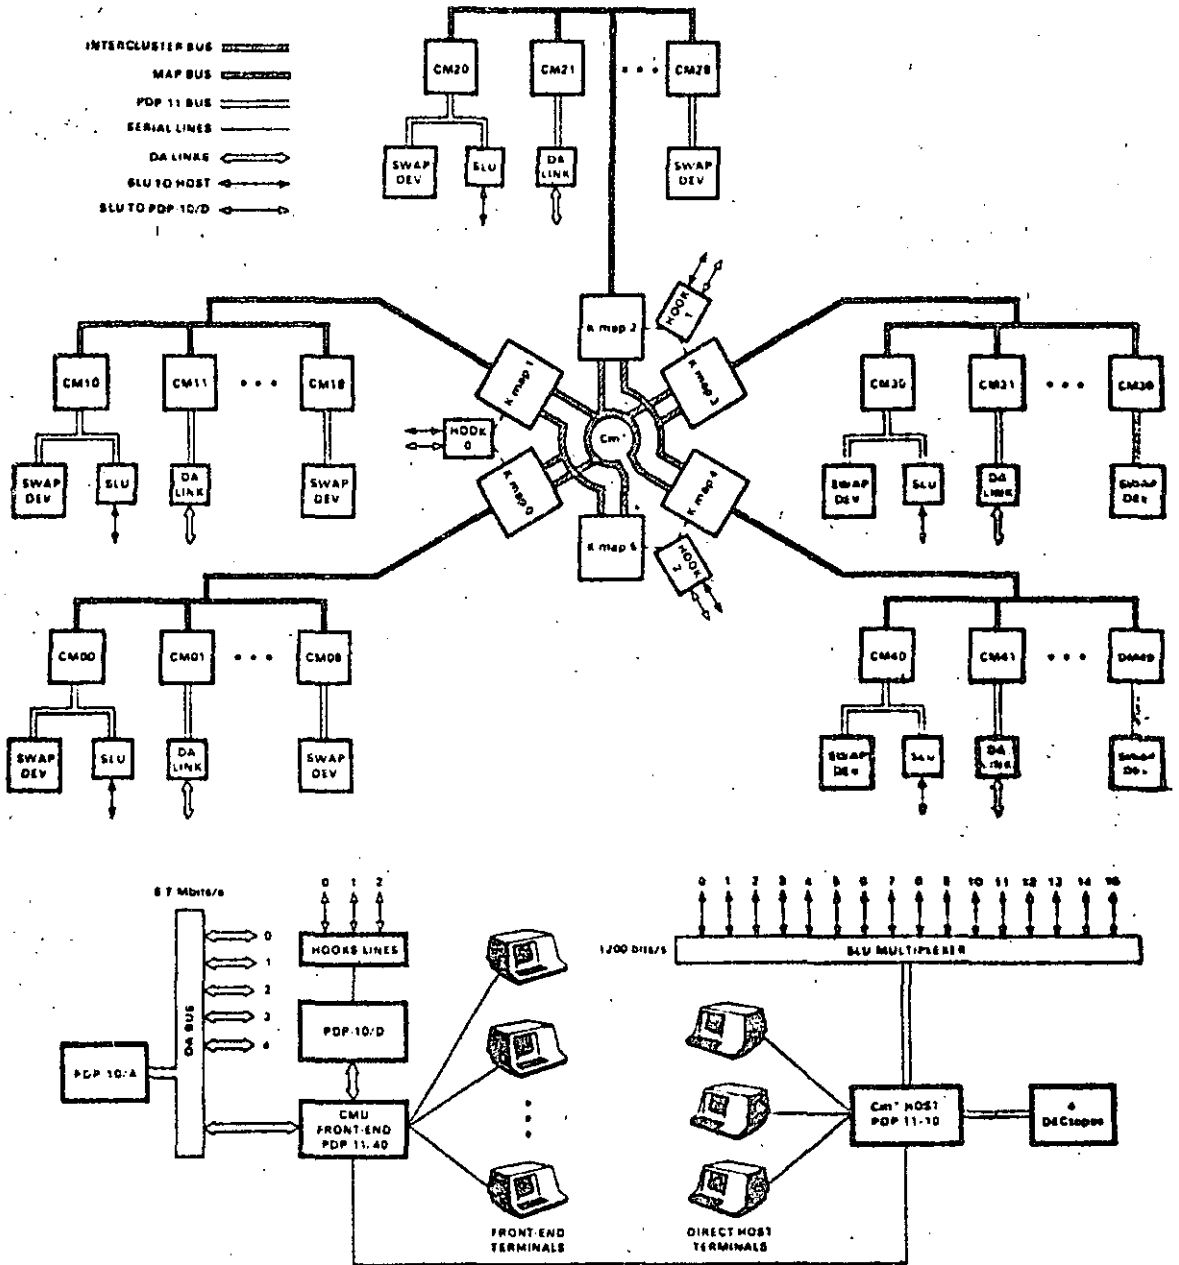 INTERCLUSTER BUS
MAP BUS
PDP 11 BUS
SERIAL LINES
DA LINKS
SLU TO HOST
SLU TO PDP-10/D
CM20
CM21
• • •
CM28
SWAP DEV
SLU
DA LINK
SWAP DEV
HOOK 1
K map 2
K map 1
K map 3
CM10
CM11
• • •
CM18
HOOK 0
Cm*
CM30
CM31
• • •
CM38
SWAP DEV
SLU
DA LINK
SWAP DEV
K map 0
K map 4
K map 5
HOOK 2
SWAP DEV
SLU
DA LINK
SWAP
CM00
CM01
• • •
CM08
CM40
CM41
• • •
SWAP DEV
SLU
DA LINK
SWAP DEV
SWAP
SLU
DA LINK
6 7 Mbits/s
0 1 2
0 1 2 3 4 5 6 7 8 9 10 11 12 13 14 15
HOOKS LINES
1200 bits/s
SLU MULTIPLEXER
0
1
2
3
4
DA BUS
PDP-10/D
PDP 10/A
CMU
FRONT-END
PDP 11/40
Cm* HOST
PDP 11-10
4
DECtapes
FRONT-END
TERMINALS
DIRECT HOST
TERMINALS